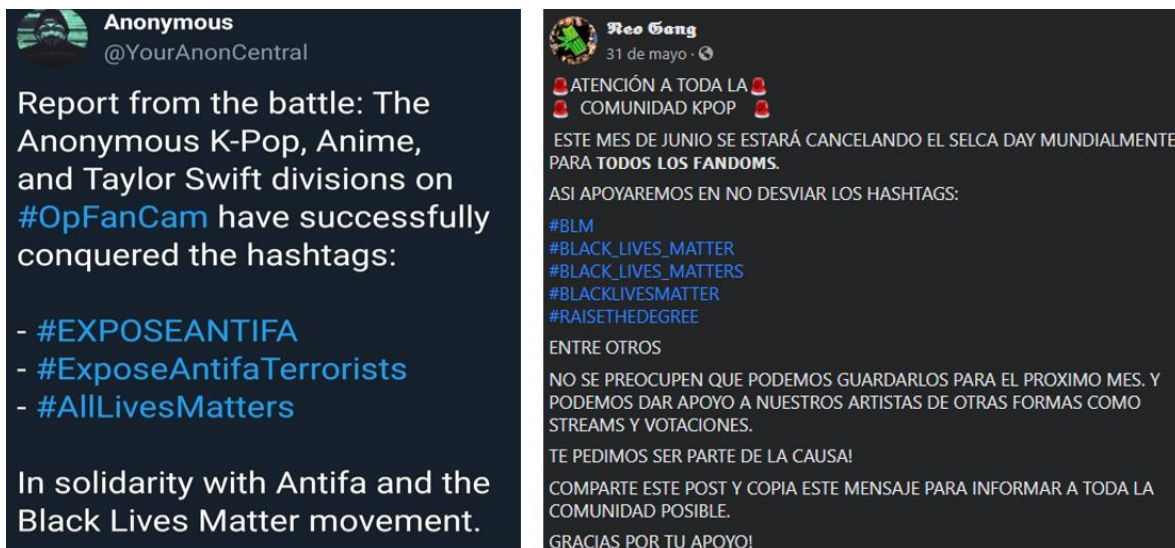 Anonymous
@YourAnonCentral
Report from the battle: The
Anonymous K-Pop, Anime,
and Taylor Swift divisions on
#OpFanCam have successfully
conquered the hashtags:
- #EXPOSEANTIFA
- #ExposeAntifaTerrorists
- #AllLivesMatters
In solidarity with Antifa and the
Black Lives Matter movement.
𝕹𝖊𝖔 𝕲𝖆𝖓𝖌
31 de mayo ·
🚨ATENCIÓN A TODA LA🚨
🚨 COMUNIDAD KPOP 🚨
ESTE MES DE JUNIO SE ESTARÁ CANCELANDO EL SELCA DAY MUNDIALMENTE
PARA TODOS LOS FANDOMS.
ASI APOYAREMOS EN NO DESVIAR LOS HASHTAGS:
#BLM
#BLACK_LIVES_MATTER
#BLACK_LIVES_MATTERS
#BLACKLIVESMATTER
#RAISETHEDEGREE
ENTRE OTROS
NO SE PREOCUPEN QUE PODEMOS GUARDARLOS PARA EL PROXIMO MES. Y
PODEMOS DAR APOYO A NUESTROS ARTISTAS DE OTRAS FORMAS COMO
STREAMS Y VOTACIONES.
TE PEDIMOS SER PARTE DE LA CAUSA!
COMPARTE ESTE POST Y COPIA ESTE MENSAJE PARA INFORMAR A TODA LA
COMUNIDAD POSIBLE.
GRACIAS POR TU APOYO!